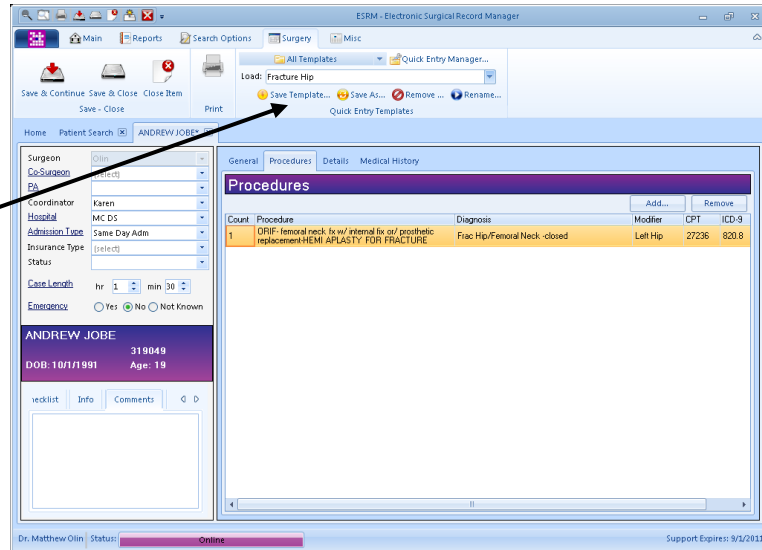 ESRM - Electronic Surgical Record Manager
Main Reports Search Options Surgery Misc
All Templates Quick Entry Manager...
Load: Fracture Hip
Save Template... Save As... Remove ... Rename...
Save & Continue Save & Close Close Item
Save - Close Print Quick Entry Templates
Home Patient Search ANDREW JOBE*
Surgeon Olin
Co-Surgeon (select)
PA
Coordinator Karen
Hospital MC DS
Admission Type Same Day Adm
Insurance Type (select)
Status
Case Length hr 1 min 30
Emergency Yes No Not Known
ANDREW JOBE
319049
DOB: 10/1/1991 Age: 19
ecklist Info Comments
General Procedures Details Medical History
Procedures
Add... Remove
Count Procedure Diagnosis Modifier CPT ICD-9
1 ORIF- femoral neck fx w/ internal fix or/ prosthetic
replacement-HEMI APLASTY FOR FRACTURE Frac Hip/Femoral Neck -closed Left Hip 27236 820.8
Dr. Matthew Olin Status: Online Support Expires: 9/1/2011